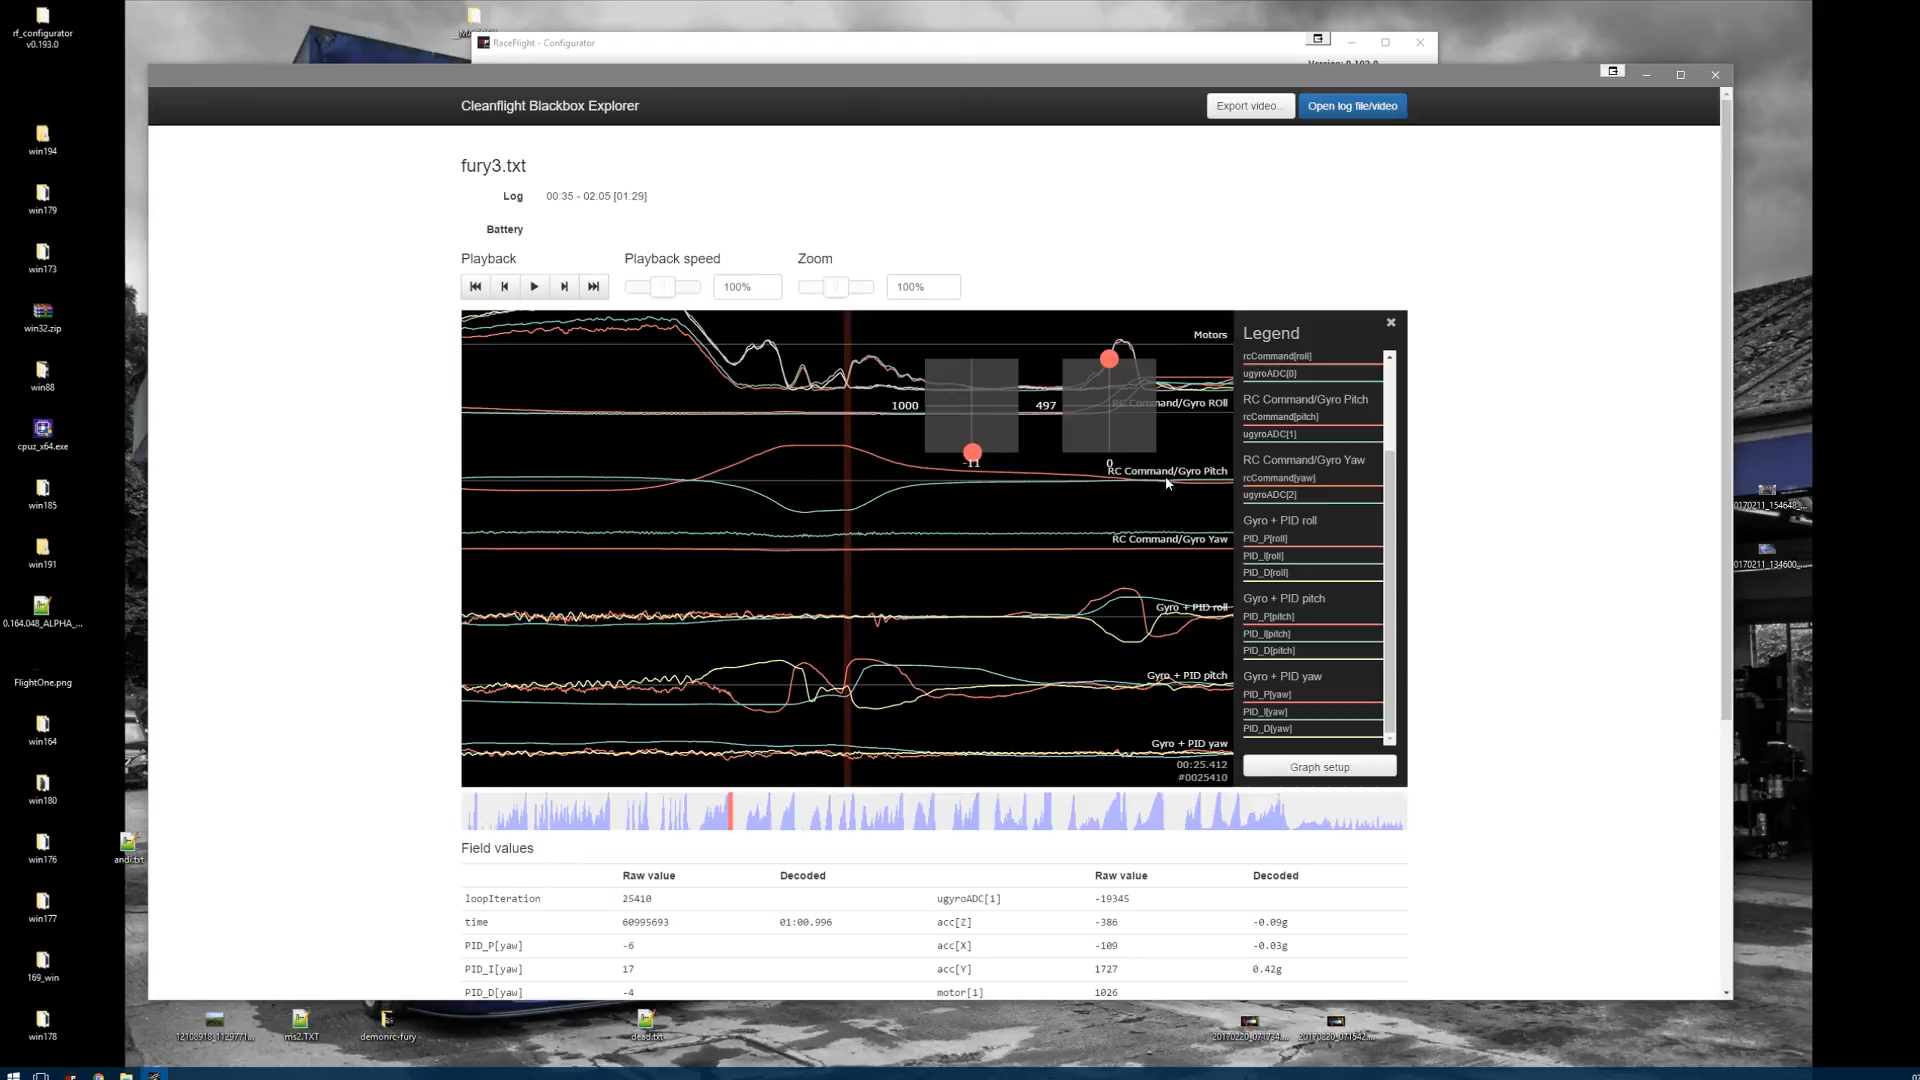 rf_configurator
v0.193.0
RaceFlight - Configurator
Cleanflight Blackbox Explorer
Export video...
Open log file/video
fury3.txt
Log
00:35 - 02:05 [01:29]
Battery
Playback
Playback speed
Zoom
100%
100%
Motors
1000
497
RC Command/Gyro ROll
-11
0
RC Command/Gyro Pitch
RC Command/Gyro Yaw
Gyro + PID roll
Gyro + PID pitch
Gyro + PID yaw
00:25.412
#0025410
Legend
rcCommand[roll]
ugyroADC[0]
RC Command/Gyro Pitch
rcCommand[pitch]
ugyroADC[1]
RC Command/Gyro Yaw
rcCommand[yaw]
ugyroADC[2]
Gyro + PID roll
PID_P[roll]
PID_I[roll]
PID_D[roll]
Gyro + PID pitch
PID_P[pitch]
PID_I[pitch]
PID_D[pitch]
Gyro + PID yaw
PID_P[yaw]
PID_I[yaw]
PID_D[yaw]
Graph setup
Field values
Raw value Decoded Raw value Decoded
loopIteration 25410 ugyroADC[1] -19345
time 60995693 01:00.996 acc[Z] -386 -0.09g
PID_P[yaw] -6 acc[X] -109 -0.03g
PID_I[yaw] 17 acc[Y] 1727 0.42g
PID_D[yaw] -4 motor[1] 1026
win194
win179
win173
win32.zip
win88
cpuz_x64.exe
win185
win191
0.164.048_ALPHA_...
FlightOne.png
win164
win180
win176
andi.txt
win177
169_win
win178
12108918_1129771...
ms2.TXT
demonrc-fury
dead.txt
20170220_071734...
20170220_071542...
0170211_154648_...
0170211_134600_...